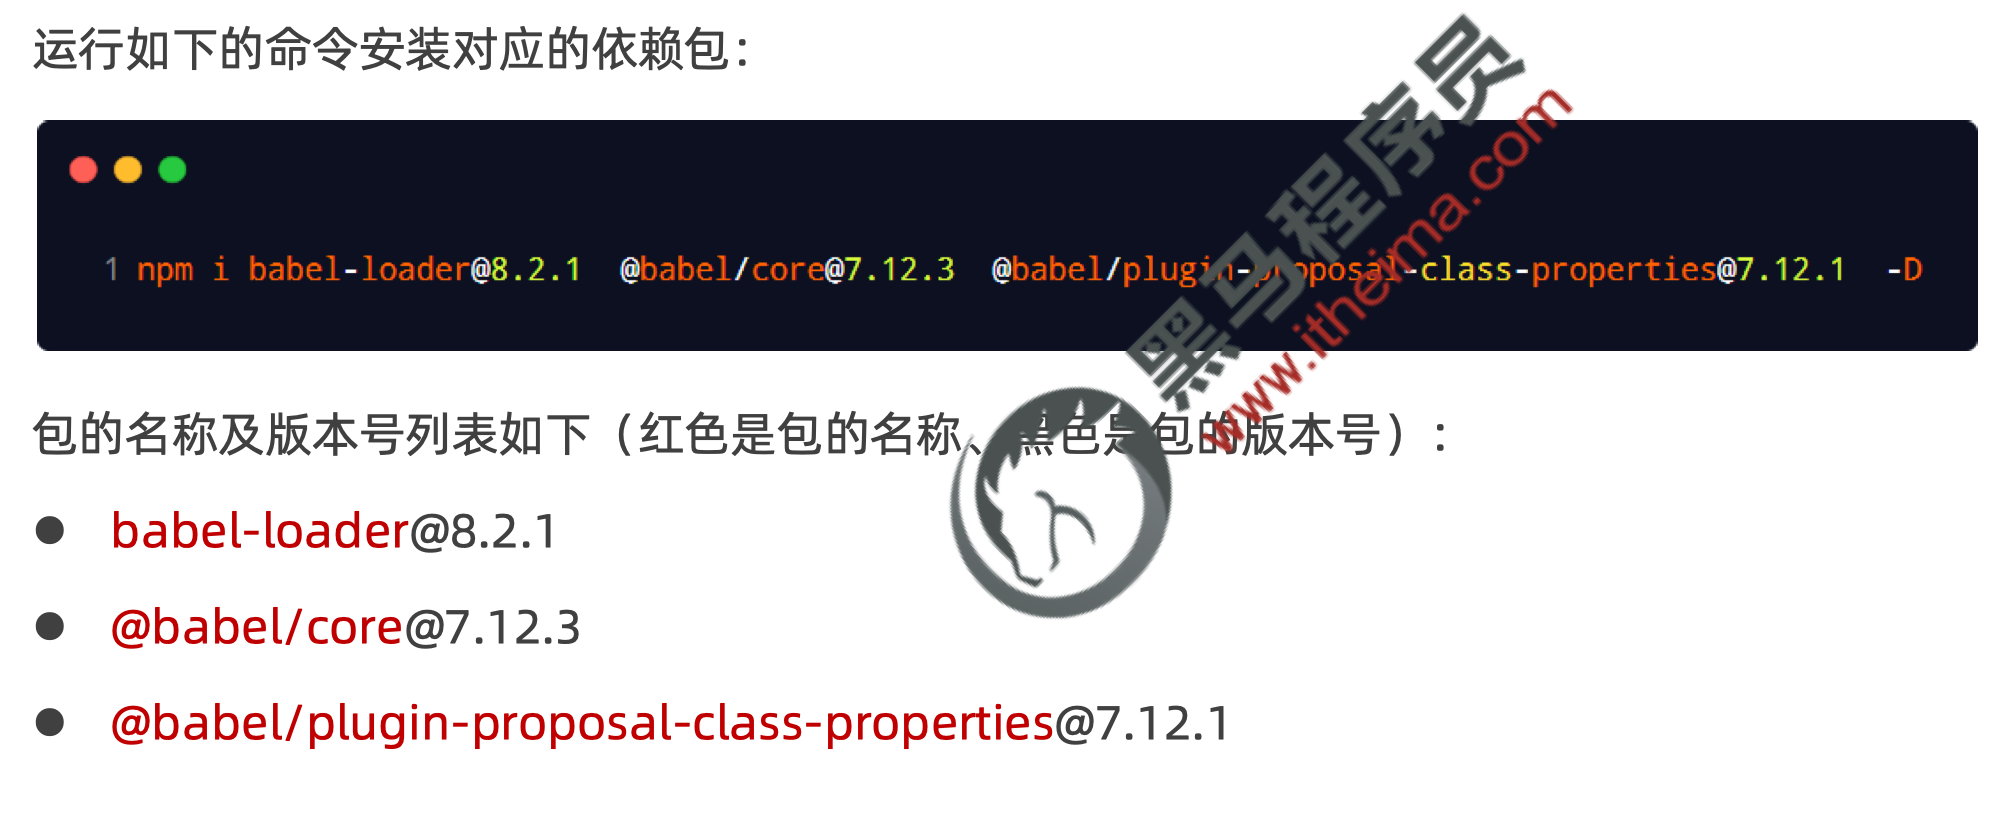 运行如下的命令安装对应的依赖包：
1 npm i babel-loader@8.2.1  @babel/core@7.12.3  @babel/plugin-proposal-class-properties@7.12.1  -D
包的名称及版本号列表如下（红色是包的名称、黑色是包的版本号）：
● babel-loader@8.2.1
● @babel/core@7.12.3
● @babel/plugin-proposal-class-properties@7.12.1
黑马程序员
www.itheima.com